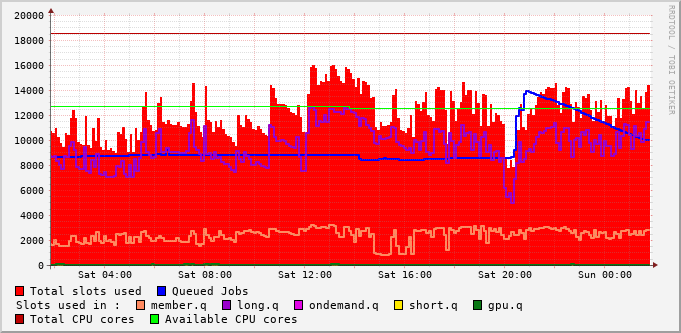 20000
18000
16000
14000
12000
10000
8000
6000
4000
2000
0
Sat 04:00 Sat 08:00 Sat 12:00 Sat 16:00 Sat 20:00 Sun 00:00
RRDTOOL / TOBI OETIKER
Total slots used Queued Jobs
Slots used in : member.q long.q ondemand.q short.q gpu.q
Total CPU cores Available CPU cores